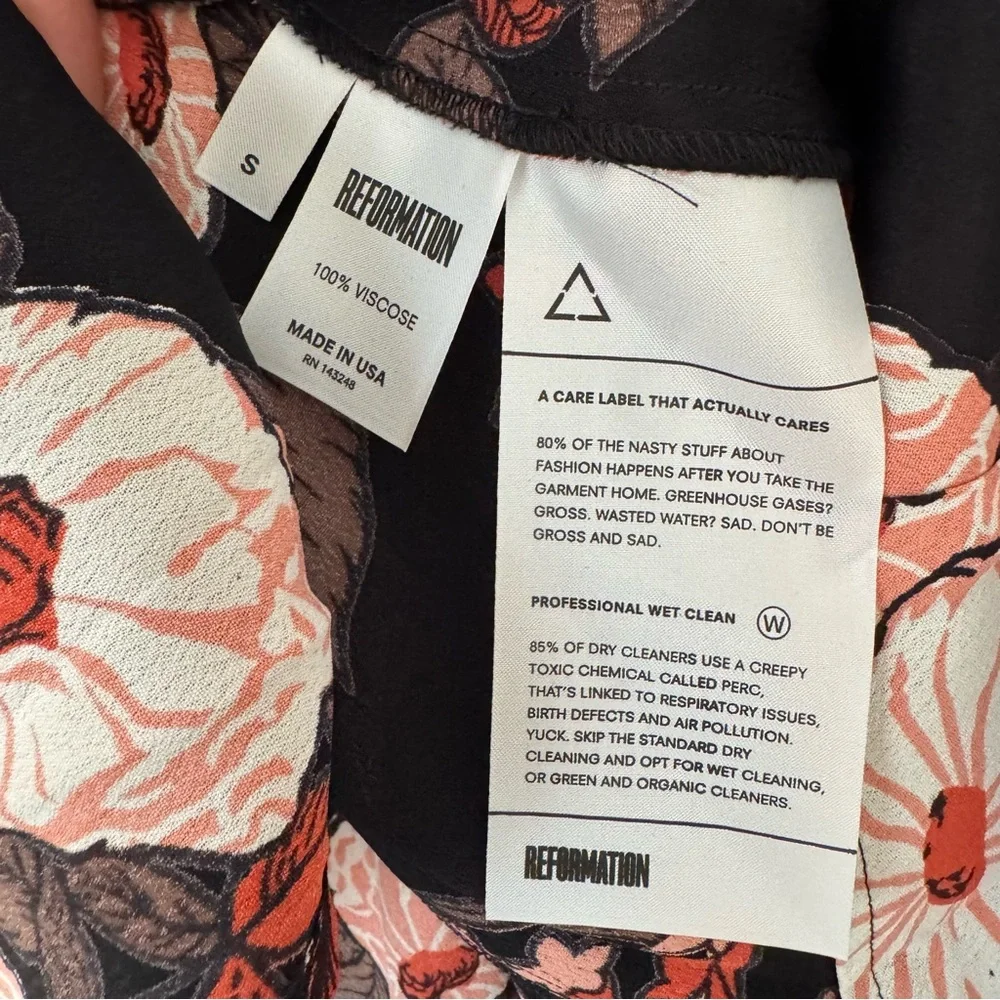 S
REFORMATION
100% VISCOSE
MADE IN USA
RN 143248
A CARE LABEL THAT ACTUALLY CARES
80% OF THE NASTY STUFF ABOUT
FASHION HAPPENS AFTER YOU TAKE THE
GARMENT HOME. GREENHOUSE GASES?
GROSS. WASTED WATER? SAD. DON'T BE
GROSS AND SAD.
PROFESSIONAL WET CLEAN W
85% OF DRY CLEANERS USE A CREEPY
TOXIC CHEMICAL CALLED PERC,
THAT'S LINKED TO RESPIRATORY ISSUES,
BIRTH DEFECTS AND AIR POLLUTION.
YUCK. SKIP THE STANDARD DRY
CLEANING AND OPT FOR WET CLEANING,
OR GREEN AND ORGANIC CLEANERS.
REFORMATION